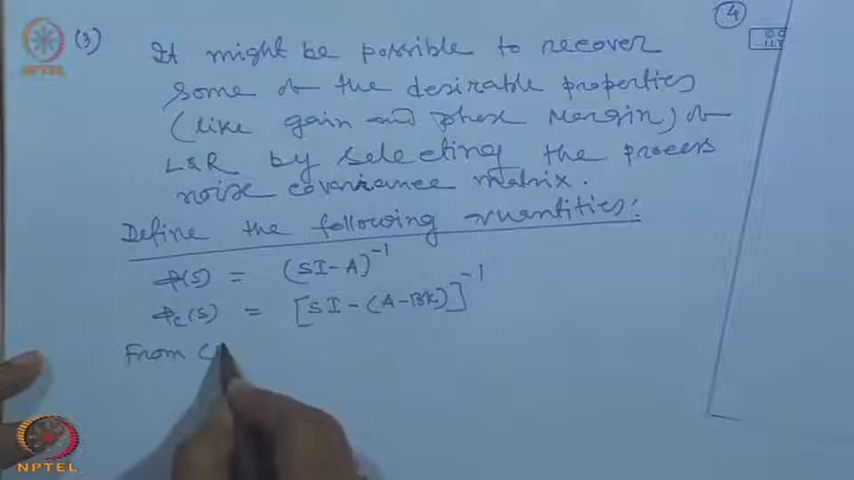 4
(3) It might be possible to recover
some of the desirable properties
(like gain and phase Margin) of
LQR by selecting the process
noise covariance matrix.
Define the following quantities:
Φ(s) = (SI-A)^-1
Φc(s) = [SI-(A-BK)]^-1
From (
NPTEL
NPTEL